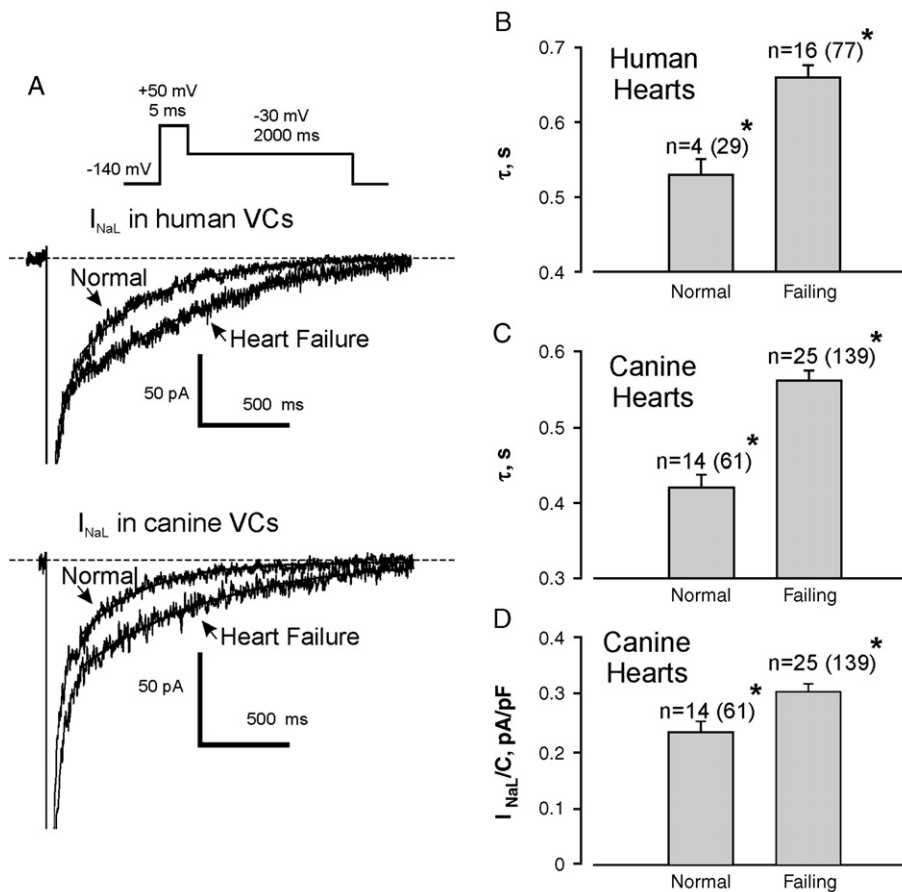 A
+50 mV
5 ms
-30 mV
2000 ms
-140 mV
I_NaL in human VCs
Normal
Heart Failure
50 pA
500 ms
I_NaL in canine VCs
Normal
Heart Failure
50 pA
500 ms
B
Human
Hearts
n=4 (29)*
n=16 (77)*
τ, s
0.7
0.6
0.5
0.4
Normal
Failing
C
Canine
Hearts
n=14 (61)*
n=25 (139)*
τ, s
0.6
0.5
0.4
0.3
Normal
Failing
D
Canine
Hearts
n=14 (61)*
n=25 (139)*
I_NaL/C, pA/pF
0.4
0.3
0.2
0.1
0
Normal
Failing